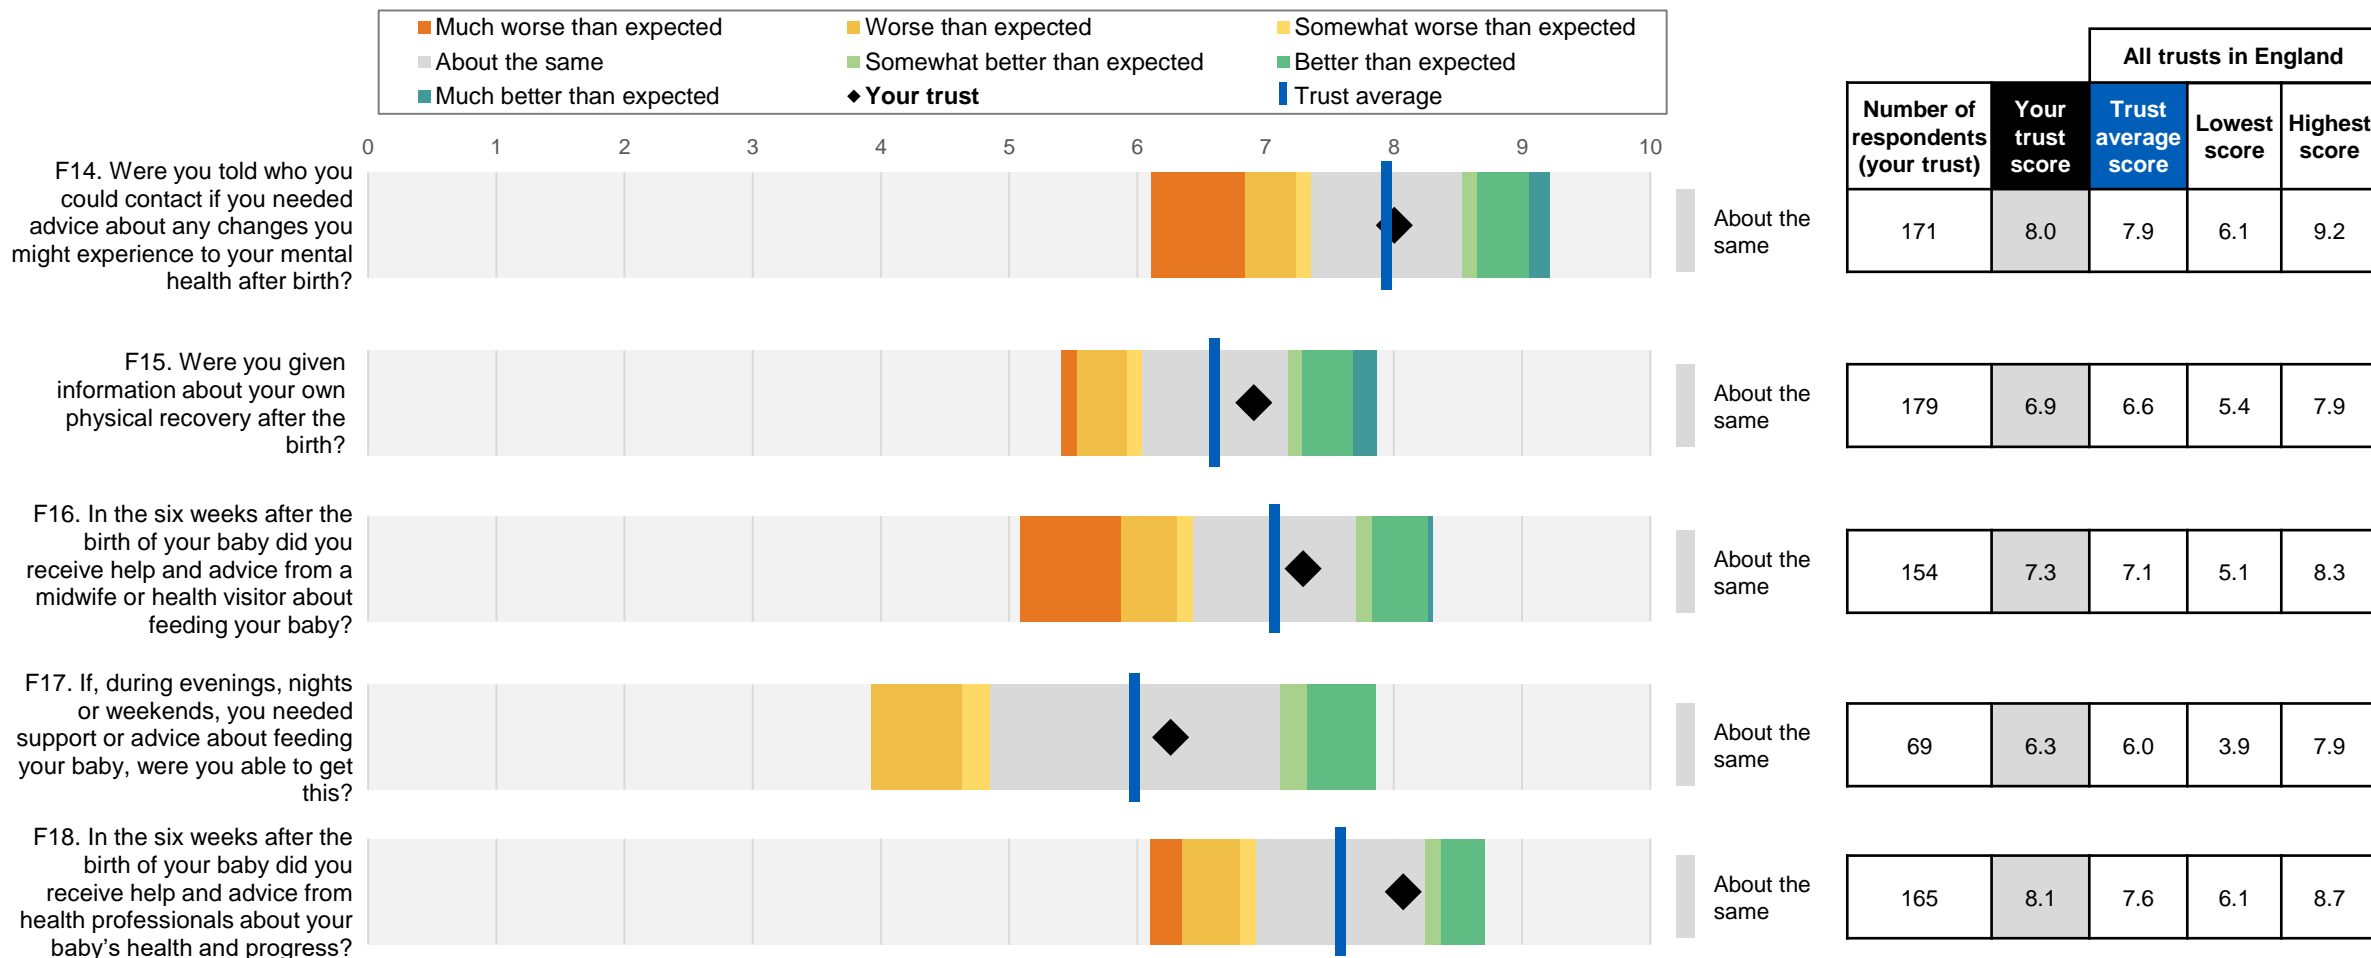 Much worse than expected
Worse than expected
Somewhat worse than expected
About the same
Somewhat better than expected
Better than expected
Much better than expected
Your trust
Trust average
All trusts in England
Number of
respondents
(your trust)
Your
trust
score
Trust
average
score
Lowest
score
Highest
score
0 1 2 3 4 5 6 7 8 9 10
F14. Were you told who you
could contact if you needed
advice about any changes you
might experience to your mental
health after birth?
About the
same
171 8.0 7.9 6.1 9.2
F15. Were you given
information about your own
physical recovery after the
birth?
About the
same
179 6.9 6.6 5.4 7.9
F16. In the six weeks after the
birth of your baby did you
receive help and advice from a
midwife or health visitor about
feeding your baby?
About the
same
154 7.3 7.1 5.1 8.3
F17. If, during evenings, nights
or weekends, you needed
support or advice about feeding
your baby, were you able to get
this?
About the
same
69 6.3 6.0 3.9 7.9
F18. In the six weeks after the
birth of your baby did you
receive help and advice from
health professionals about your
baby’s health and progress?
About the
same
165 8.1 7.6 6.1 8.7